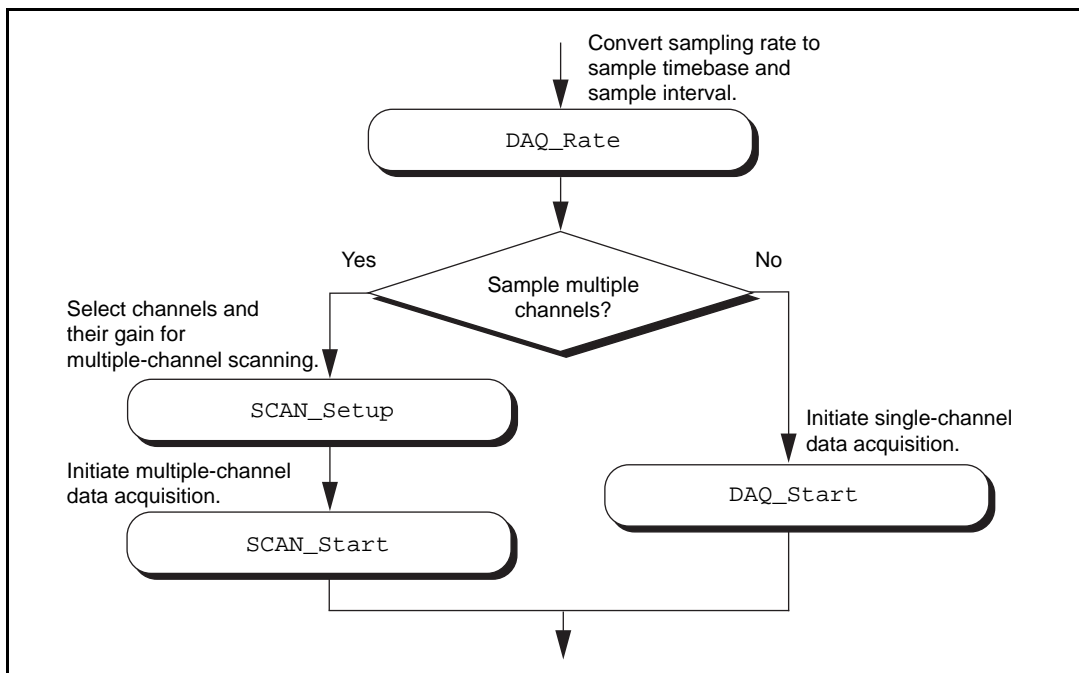 Convert sampling rate to
sample timebase and
sample interval.
DAQ_Rate
Yes
No
Sample multiple
channels?
Select channels and
their gain for
multiple-channel scanning.
SCAN_Setup
Initiate single-channel
data acquisition.
Initiate multiple-channel
data acquisition.
DAQ_Start
SCAN_Start